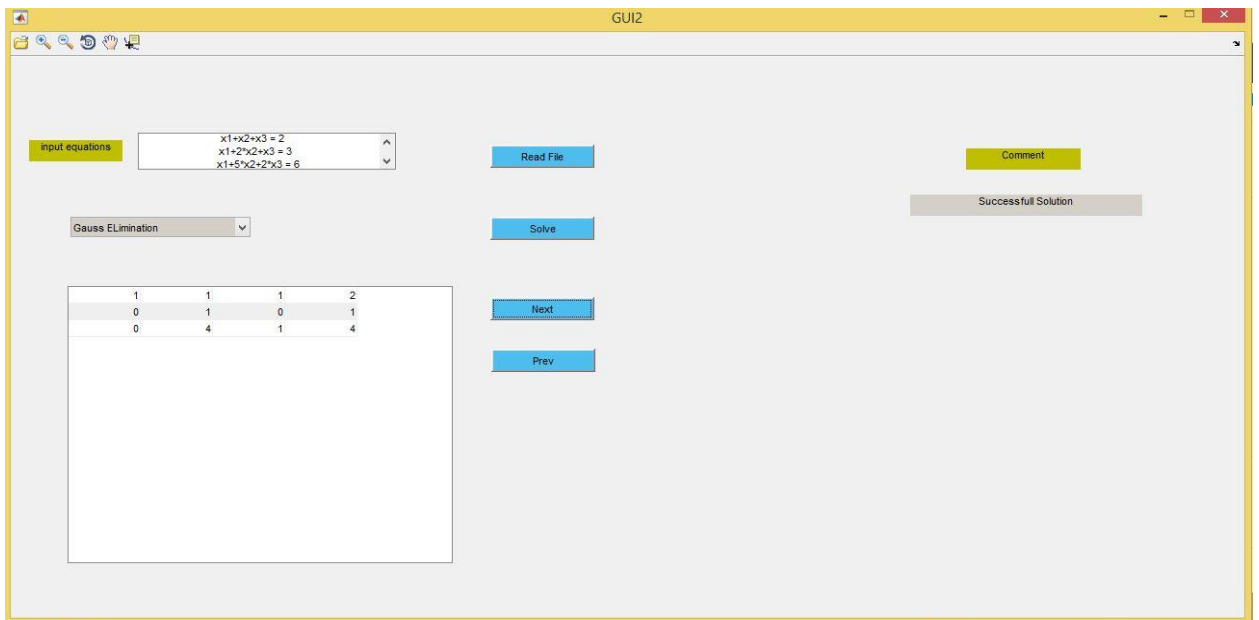 GUI2
input equations
x1+x2+x3 = 2
x1+2*x2+x3 = 3
x1+5*x2+2*x3 = 6
Read File
Comment
Successfull Solution
Gauss ELimination
Solve
1 1 1 2
0 1 0 1
0 4 1 4
Next
Prev